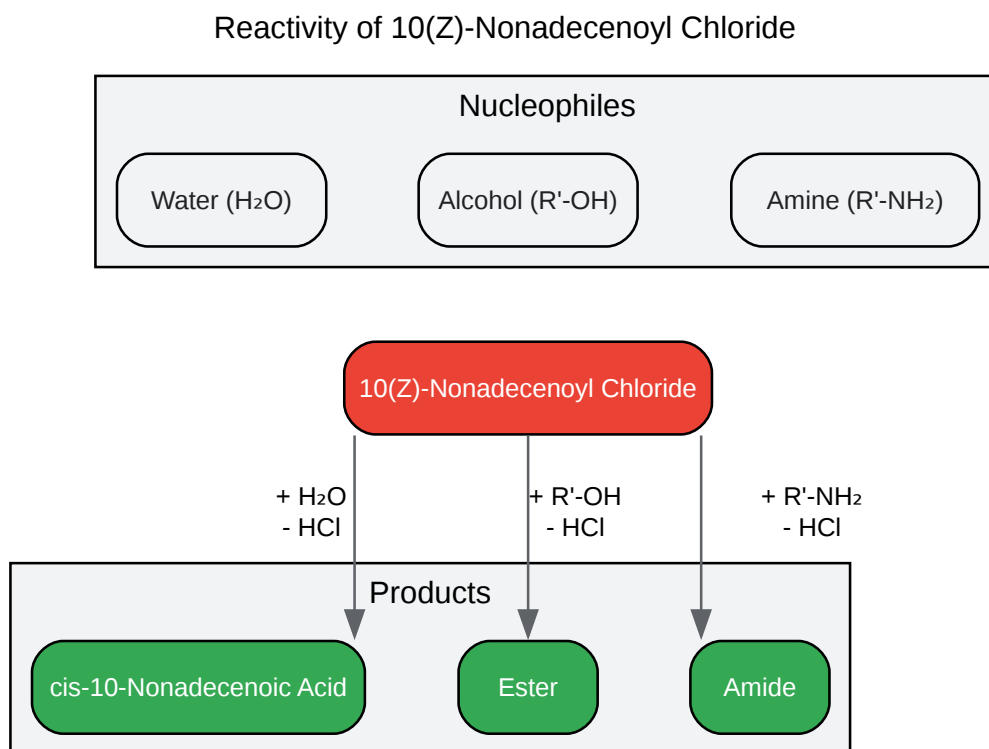 Reactivity of 10(Z)-Nonadecenoyl Chloride
Nucleophiles
Water (H₂O)
Alcohol (R'-OH)
Amine (R'-NH₂)
10(Z)-Nonadecenoyl Chloride
+ H₂O
- HCl
+ R'-OH
- HCl
+ R'-NH₂
- HCl
Products
cis-10-Nonadecenoic Acid
Ester
Amide